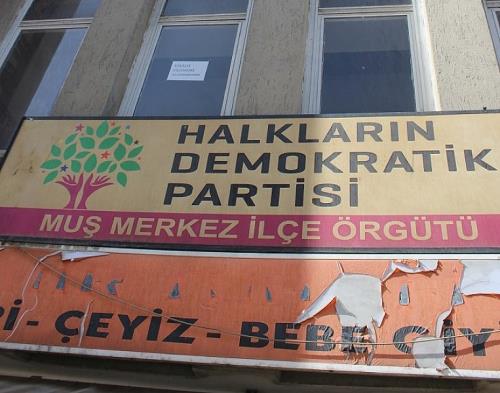 HALKLARIN
DEMOKRATİK
PARTİSİ
MUŞ MERKEZ İLÇE ÖRGÜTÜ
- ÇEYİZ - BEBE